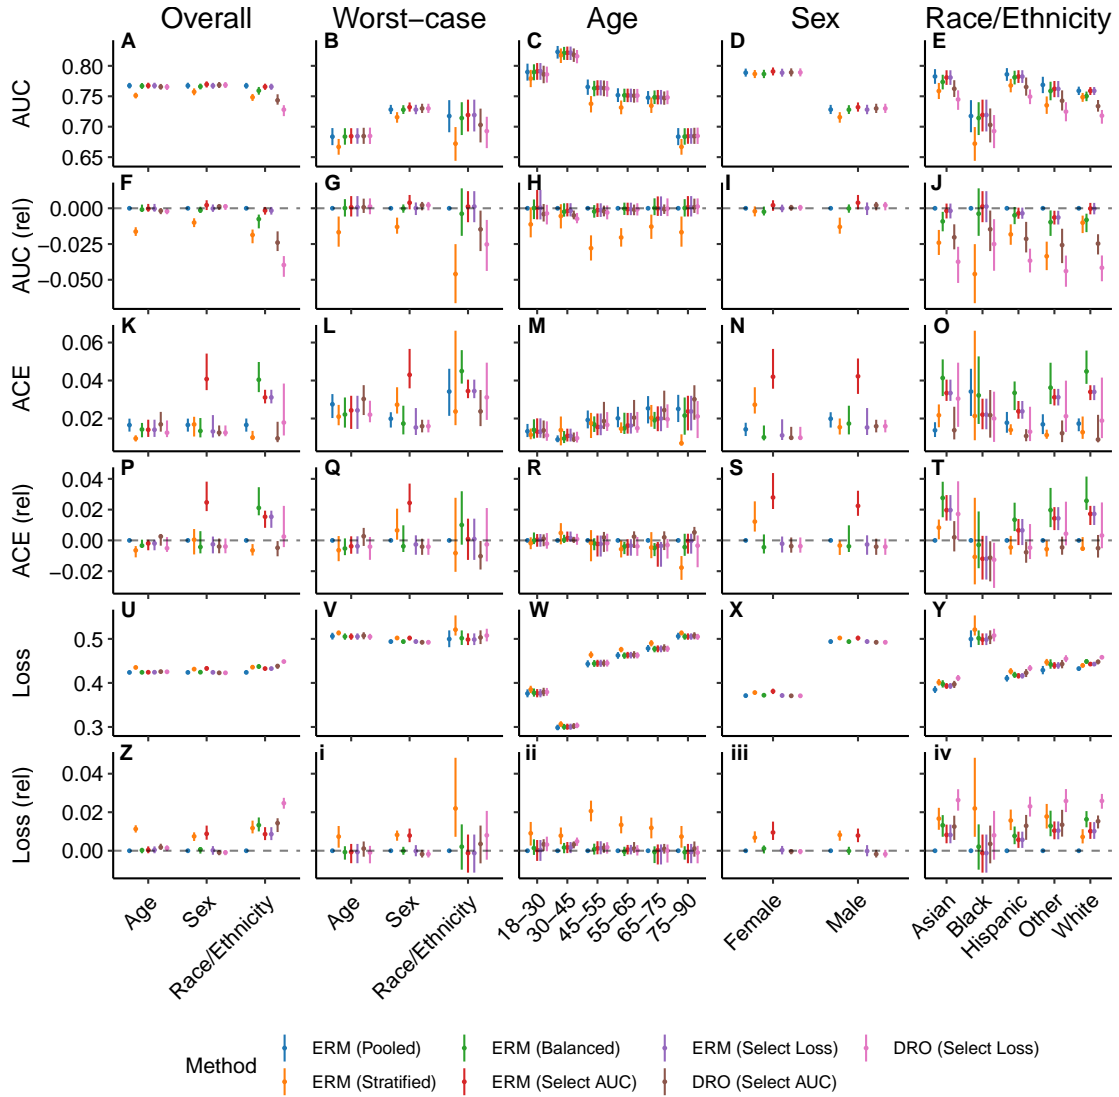 Overall Worst−case Age Sex Race/Ethnicity
A B C D E
AUC
0.80
0.75
0.70
0.65
F G H I J
AUC (rel)
0.000
−0.025
−0.050
K L M N O
ACE
0.06
0.04
0.02
P Q R S T
ACE (rel)
0.04
0.02
0.00
−0.02
U V W X Y
Loss
0.5
0.4
0.3
Z i ii iii iv
Loss (rel)
0.04
0.02
0.00
Age Sex Race/Ethnicity Age Sex Race/Ethnicity 18−30 30−45 45−55 55−65 65−75 75−90 Female Male Asian Black Hispanic Other White
Method
ERM (Pooled) ERM (Balanced) ERM (Select Loss) DRO (Select Loss)
ERM (Stratified) ERM (Select AUC) DRO (Select AUC)